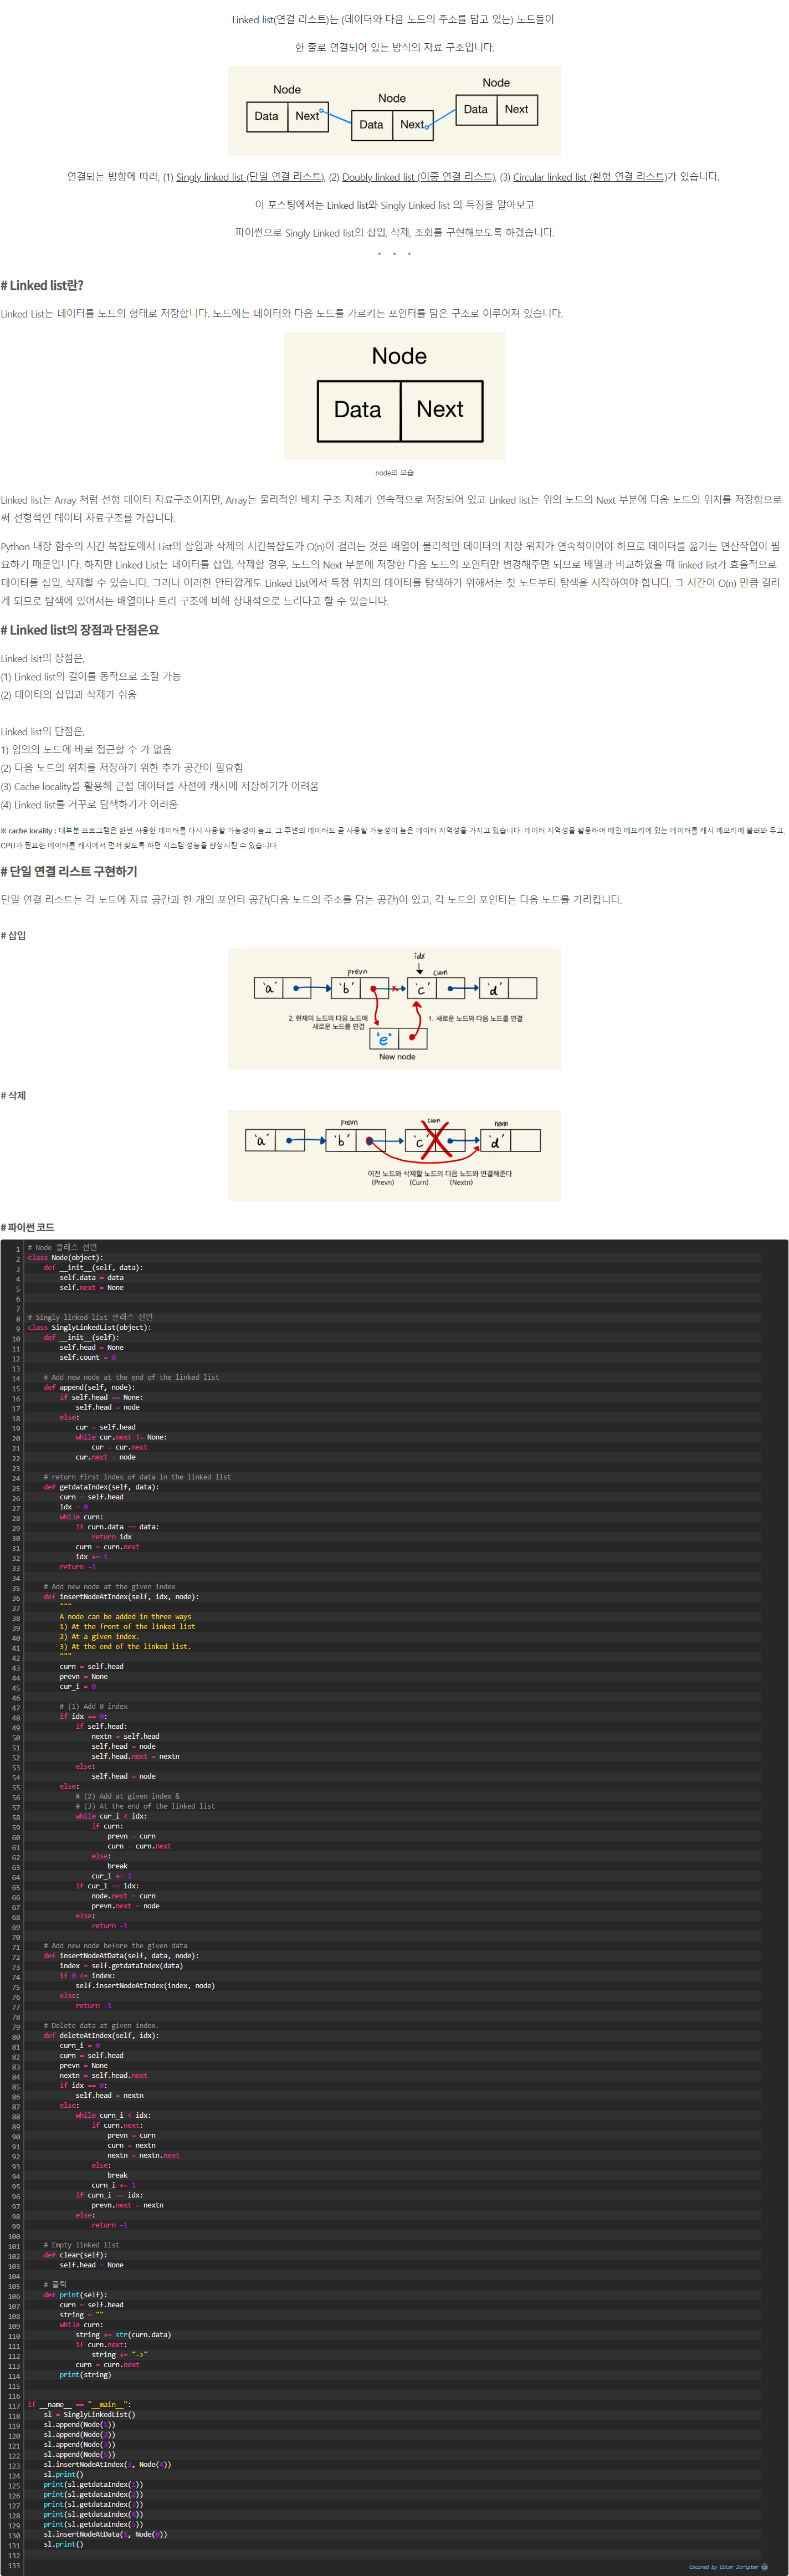 Linked list(연결 리스트)는 (데이터와 다음 노드의 주소를 담고 있는) 노드들이
한 줄로 연결되어 있는 방식의 자료 구조입니다.
Node
Node
Node
Data Next
Data Next
Data Next
연결되는 방향에 따라, (1) Singly linked list (단일 연결 리스트), (2) Doubly linked list (이중 연결 리스트), (3) Circular linked list (환형 연결 리스트)가 있습니다.
이 포스팅에서는 Linked list와 Singly Linked list 의 특징을 알아보고
파이썬으로 Singly Linked list의 삽입, 삭제, 조회를 구현해보도록 하겠습니다.
# Linked list란?
Linked List는 데이터를 노드의 형태로 저장합니다. 노드에는 데이터와 다음 노드를 가르키는 포인터를 담은 구조로 이루어져 있습니다.
Node
Data Next
node의 모습
Linked list는 Array 처럼 선형 데이터 자료구조이지만, Array는 물리적인 배치 구조 자체가 연속적으로 저장되어 있고 Linked list는 위의 노드의 Next 부분에 다음 노드의 위치를 저장함으로
써 선형적인 데이터 자료구조를 가집니다.
Python 내장 함수의 시간 복잡도에서 List의 삽입과 삭제의 시간복잡도가 O(n)이 걸리는 것은 배열이 물리적인 데이터의 저장 위치가 연속적이어야 하므로 데이터를 옮기는 연산작업이 필
요하기 때문입니다. 하지만 Linked List는 데이터를 삽입, 삭제할 경우, 노드의 Next 부분에 저장한 다음 노드의 포인터만 변경해주면 되므로 배열과 비교하였을 때 linked list가 효율적으로
데이터를 삽입, 삭제할 수 있습니다. 그러나 이러한 안타깝게도 Linked List에서 특정 위치의 데이터를 탐색하기 위해서는 첫 노드부터 탐색을 시작하여야 합니다. 그 시간이 O(n) 만큼 걸리
게 되므로 탐색에 있어서는 배열이나 트리 구조에 비해 상대적으로 느리다고 할 수 있습니다.
# Linked list의 장점과 단점은요
Linked lsit의 장점은,
(1) Linked list의 길이를 동적으로 조절 가능
(2) 데이터의 삽입과 삭제가 쉬움
Linked list의 단점은,
1) 임의의 노드에 바로 접근할 수 가 없음
(2) 다음 노드의 위치를 저장하기 위한 추가 공간이 필요함
(3) Cache locality를 활용해 근접 데이터를 사전에 캐시에 저장하기가 어려움
(4) Linked list를 거꾸로 탐색하기가 어려움
※ cache locality : 대부분 프로그램은 한번 사용한 데이터를 다시 사용할 가능성이 높고, 그 주변의 데이터도 곧 사용할 가능성이 높은 데이터 지역성을 가지고 있습니다. 데이터 지역성을 활용하여 메인 메모리에 있는 데이터를 캐시 메모리에 불러와 두고,
CPU가 필요한 데이터를 캐시에서 먼저 찾도록 하면 시스템 성능을 향상시킬 수 있습니다.
# 단일 연결 리스트 구현하기
단일 연결 리스트는 각 노드에 자료 공간과 한 개의 포인터 공간(다음 노드의 주소를 담는 공간)이 있고, 각 노드의 포인터는 다음 노드를 가리킵니다.
# 삽입
idx
prevn
curn
'a' 'b' 'c' 'd'
2. 현재의 노드의 다음 노드에
새로운 노드를 연결
1. 새로운 노드와 다음 노드를 연결
'e'
New node
# 삭제
prevn curn nexn
'a' 'b' 'c' 'd'
이전 노드와 삭제할 노드의 다음 노드와 연결해준다
(Prevn) (Curn) (Nextn)
# 파이썬 코드
1 # Node 클래스 선언
2 class Node(object):
3     def __init__(self, data):
4         self.data = data
5         self.next = None
6
7
8 # Singly linked list 클래스 선언
9 class SinglyLinkedList(object):
10     def __init__(self):
11         self.head = None
12         self.count = 0
13
14     # Add new node at the end of the linked list
15     def append(self, node):
16         if self.head == None:
17             self.head = node
18         else:
19             cur = self.head
20             while cur.next != None:
21                 cur = cur.next
22             cur.next = node
23
24     # return first index of data in the linked list
25     def getdataIndex(self, data):
26         curn = self.head
27         idx = 0
28         while curn:
29             if curn.data == data:
30                 return idx
31             curn = curn.next
32             idx += 1
33         return -1
34
35     # Add new node at the given index
36     def insertNodeAtIndex(self, idx, node):
37         """
38         A node can be added in three ways
39         1) At the front of the linked list
40         2) At a given index.
41         3) At the end of the linked list.
42         """
43         curn = self.head
44         prevn = None
45         cur_i = 0
46
47         # (1) Add 0 index
48         if idx == 0:
49             if self.head:
50                 nextn = self.head
51                 self.head = node
52                 self.head.next = nextn
53             else:
54                 self.head = node
55         else:
56             # (2) Add at given index &
57             # (3) At the end of the linked list
58             while cur_i < idx:
59                 if curn:
60                     prevn = curn
61                     curn = curn.next
62                 else:
63                     break
64                 cur_i += 1
65             if cur_i == idx:
66                 node.next = curn
67                 prevn.next = node
68             else:
69                 return -1
70
71     # Add new node before the given data
72     def insertNodeAtData(self, data, node):
73         index = self.getdataIndex(data)
74         if 0 <= index:
75             self.insertNodeAtIndex(index, node)
76         else:
77             return -1
78
79     # Delete data at given index.
80     def deleteAtIndex(self, idx):
81         curn_i = 0
82         curn = self.head
83         prevn = None
84         nextn = self.head.next
85         if idx == 0:
86             self.head = nextn
87         else:
88             while curn_i < idx:
89                 if curn.next:
90                     prevn = curn
91                     curn = nextn
92                     nextn = nextn.next
93                 else:
94                     break
95                 curn_i += 1
96             if curn_i == idx:
97                 prevn.next = nextn
98             else:
99                 return -1
100
101     # Empty linked list
102     def clear(self):
103         self.head = None
104
105     # 출력
106     def print(self):
107         curn = self.head
108         string = ""
109         while curn:
110             string += str(curn.data)
111             if curn.next:
112                 string += "->"
113             curn = curn.next
114         print(string)
115
116
117 if __name__ == "__main__":
118     sl = SinglyLinkedList()
119     sl.append(Node(1))
120     sl.append(Node(2))
121     sl.append(Node(3))
122     sl.append(Node(5))
123     sl.insertNodeAtIndex(3, Node(4))
124     sl.print()
125     print(sl.getdataIndex(1))
126     print(sl.getdataIndex(2))
127     print(sl.getdataIndex(3))
128     print(sl.getdataIndex(4))
129     print(sl.getdataIndex(5))
130     sl.insertNodeAtData(1, Node(0))
131     sl.print()
132
133
Colored by Color Scripter cs